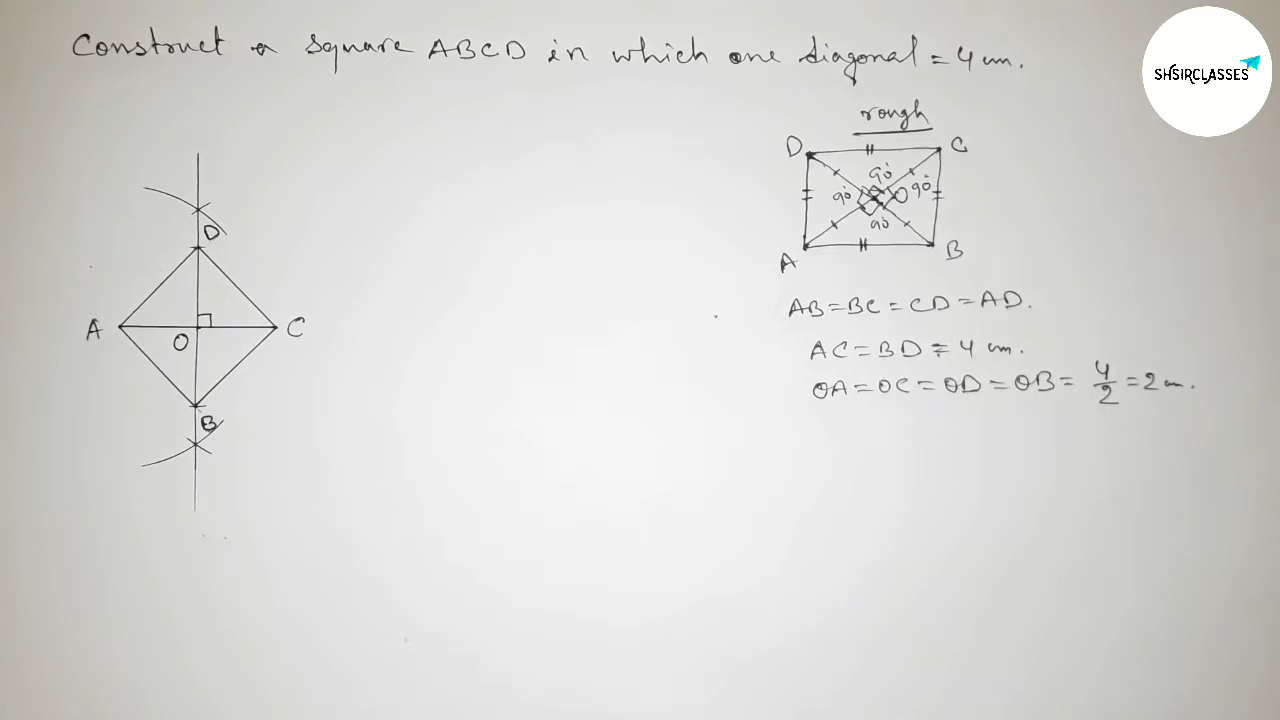 Construct a square ABCD in which one diagonal = 4 cm.
SHSIRCLASSES
rough
D C
90°
90° O 90°
90°
A B
AB = BC = CD = AD.
AC = BD = 4 cm.
OA = OC = OD = OB = 4/2 = 2 cm.
D
A O C
B